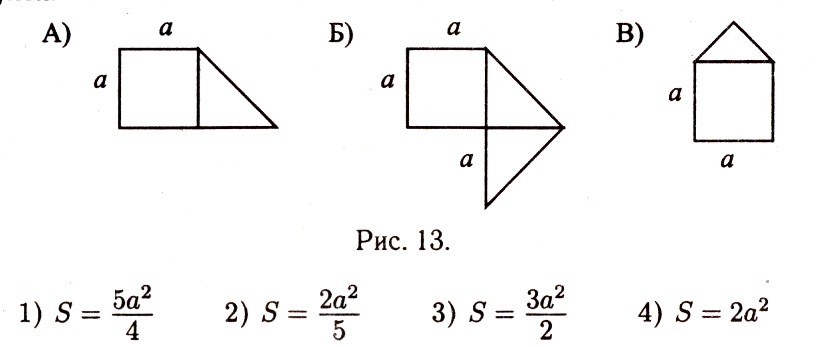 А) a Б) a В)
a a a
a a
Рис. 13.
1) S = 5a²/4 2) S = 2a²/5 3) S = 3a²/2 4) S = 2a²